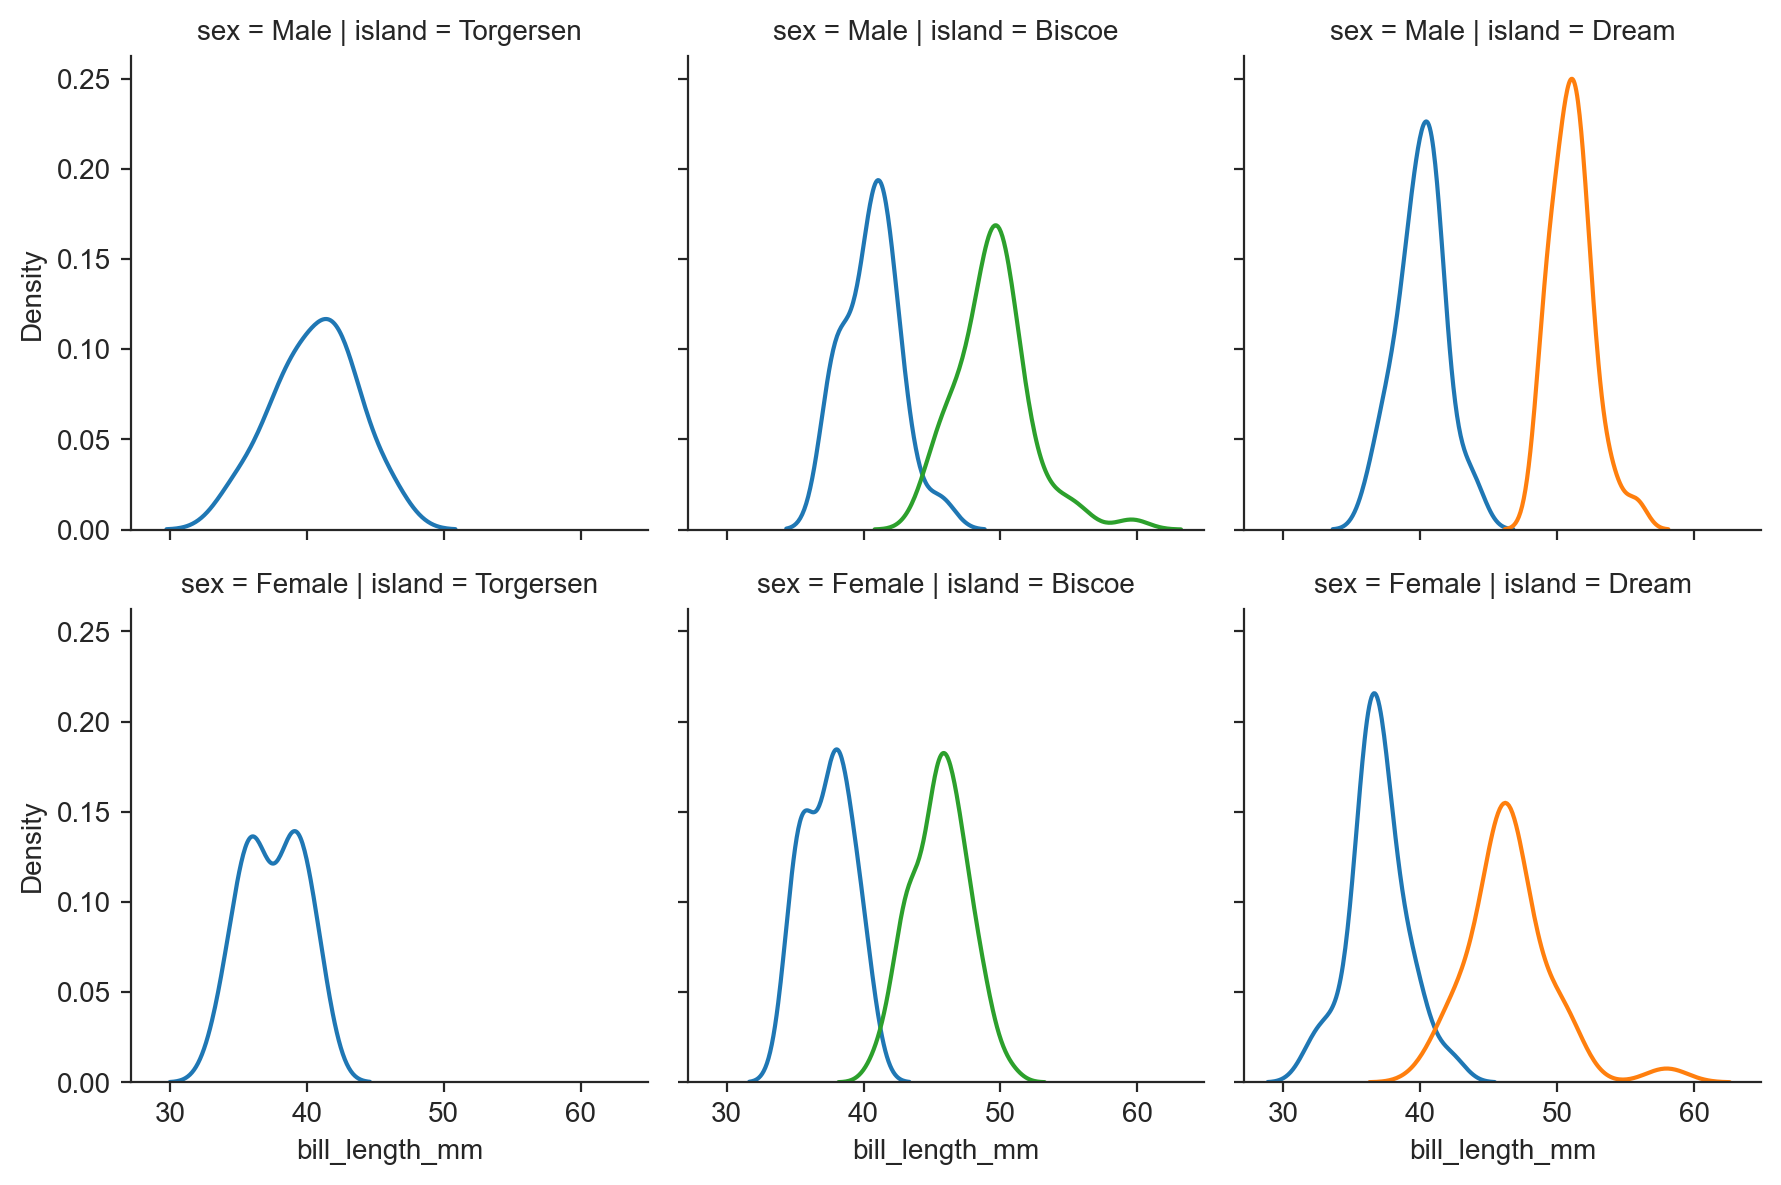 sex = Male | island = Torgersen
sex = Male | island = Biscoe
sex = Male | island = Dream
Density
0.25
0.20
0.15
0.10
0.05
0.00
sex = Female | island = Torgersen
sex = Female | island = Biscoe
sex = Female | island = Dream
Density
0.25
0.20
0.15
0.10
0.05
0.00
30 40 50 60
30 40 50 60
30 40 50 60
bill_length_mm
bill_length_mm
bill_length_mm